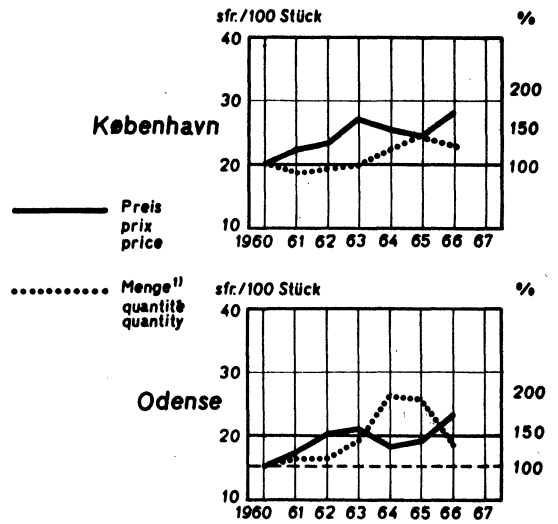 sfr./100 Stück %
40
200
30
København
150
20
100
10
1960 61 62 63 64 65 66 67
Preis
prix
price
Menge¹⁾
quantité
quantity
sfr./100 Stück %
40
30
200
Odense
20 150
100
10
1960 61 62 63 64 65 66 67